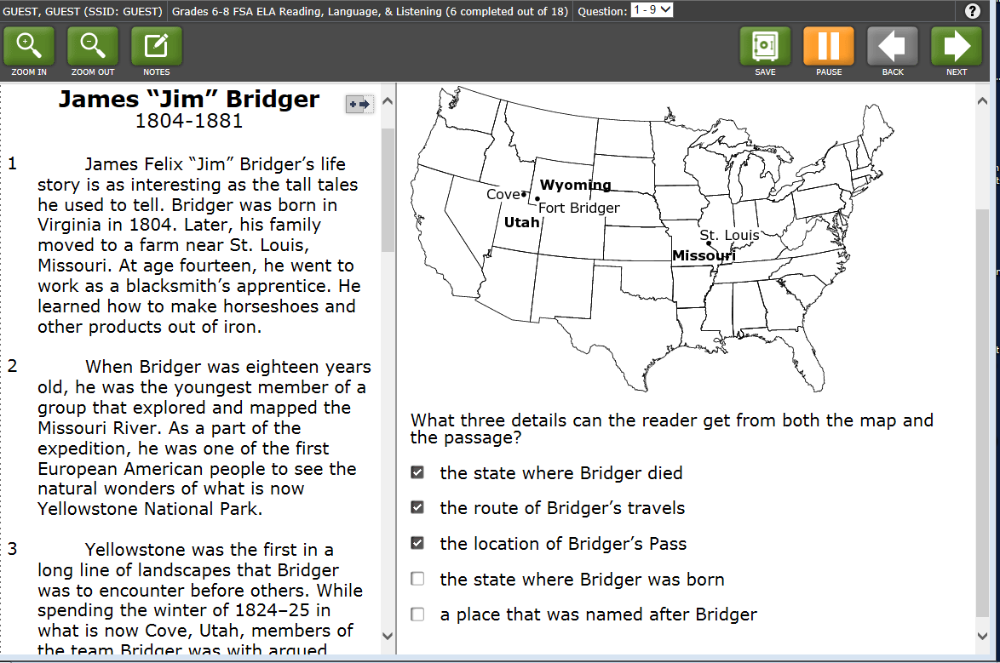 GUEST, GUEST (SSID: GUEST) Grades 6-8 FSA ELA Reading, Language, & Listening (6 completed out of 18) Question: 1 - 9 ?
ZOOM IN ZOOM OUT NOTES SAVE PAUSE BACK NEXT
James “Jim” Bridger
1804-1881
1 James Felix “Jim” Bridger’s life
story is as interesting as the tall tales
he used to tell. Bridger was born in
Virginia in 1804. Later, his family
moved to a farm near St. Louis,
Missouri. At age fourteen, he went to
work as a blacksmith’s apprentice. He
learned how to make horseshoes and
other products out of iron.
2 When Bridger was eighteen years
old, he was the youngest member of a
group that explored and mapped the
Missouri River. As a part of the
expedition, he was one of the first
European American people to see the
natural wonders of what is now
Yellowstone National Park.
3 Yellowstone was the first in a
long line of landscapes that Bridger
was to encounter before others. While
spending the winter of 1824–25 in
what is now Cove, Utah, members of
the team Bridger was with argued
Wyoming
Cove
Fort Bridger
Utah
St. Louis
Missouri
What three details can the reader get from both the map and
the passage?
the state where Bridger died
the route of Bridger’s travels
the location of Bridger’s Pass
the state where Bridger was born
a place that was named after Bridger